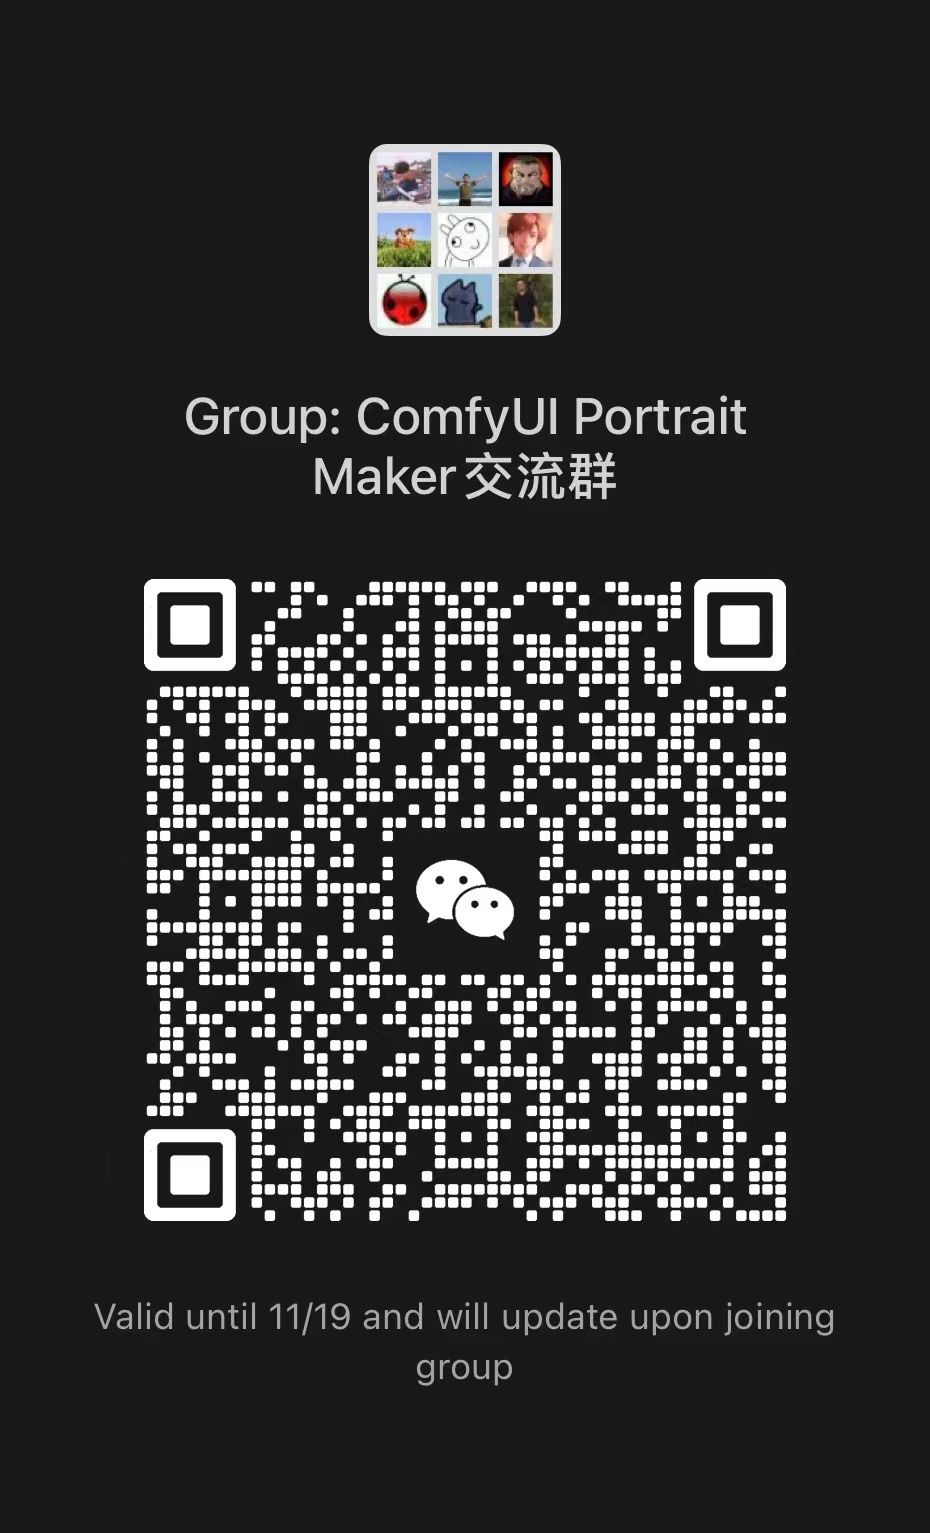 Group: ComfyUI Portrait
Maker交流群
Valid until 11/19 and will update upon joining
group